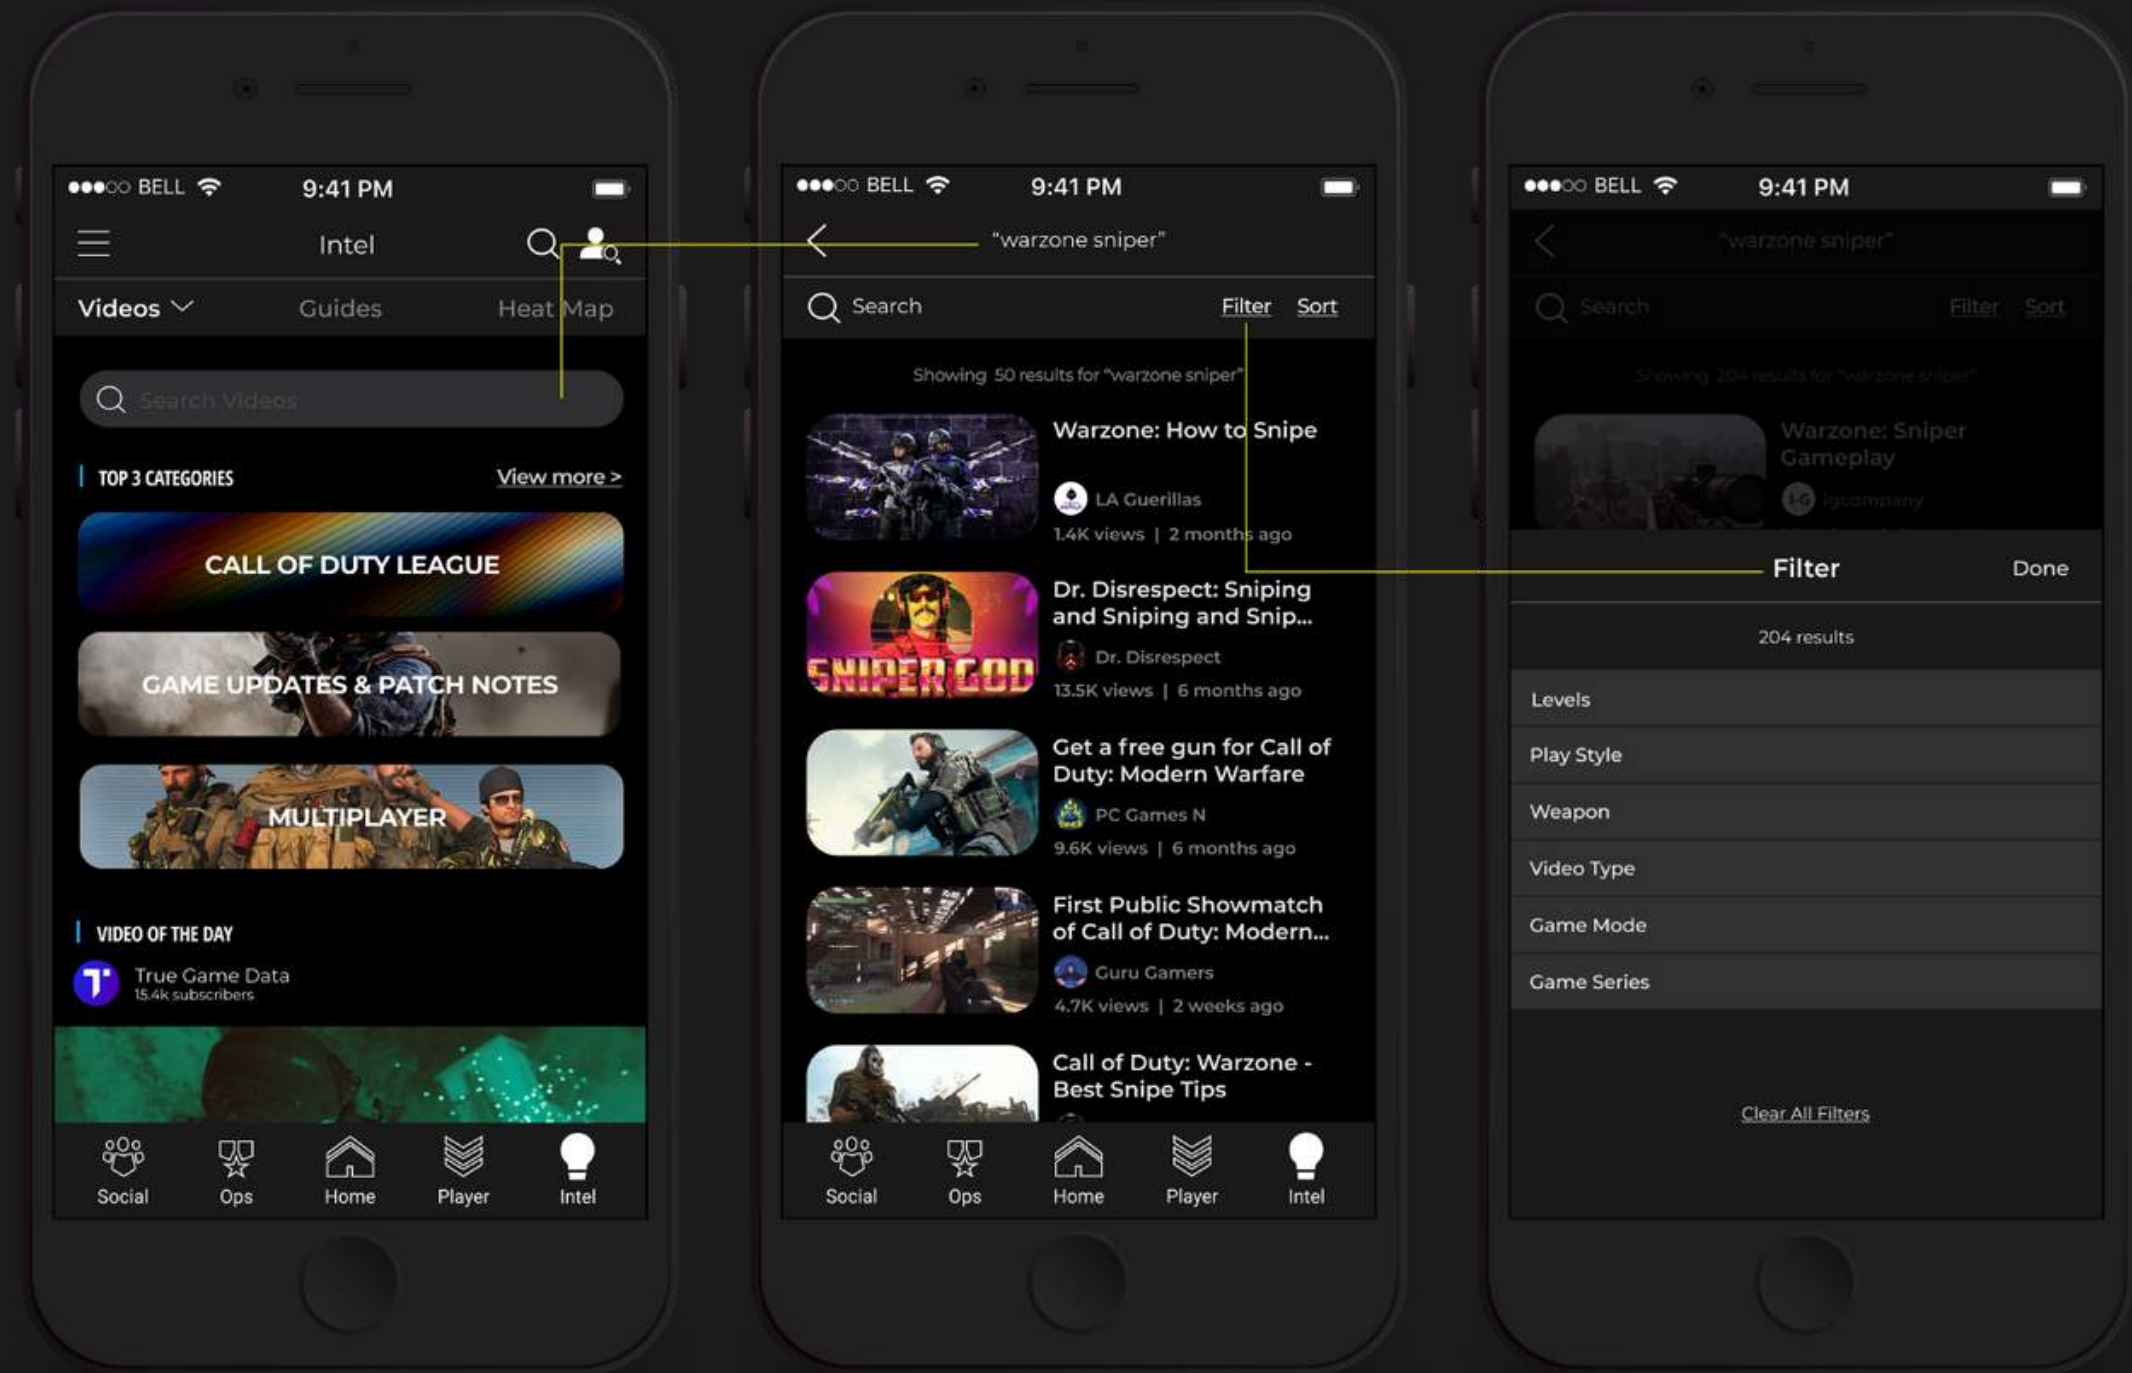 BELL
9:41 PM
Intel
Videos
Guides
Heat Map
Search Videos
TOP 3 CATEGORIES
View more >
CALL OF DUTY LEAGUE
GAME UPDATES & PATCH NOTES
MULTIPLAYER
VIDEO OF THE DAY
True Game Data
15.4k subscribers
Social
Ops
Home
Player
Intel
BELL
9:41 PM
“warzone sniper”
Search
Filter
Sort
Showing 50 results for “warzone sniper”
Warzone: How to Snipe
LA Guerillas
1.4K views | 2 months ago
SNIPER GOD
Dr. Disrespect: Sniping
and Sniping and Snip...
Dr. Disrespect
13.5K views | 6 months ago
Get a free gun for Call of
Duty: Modern Warfare
PC Games N
9.6K views | 6 months ago
First Public Showmatch
of Call of Duty: Modern...
Guru Gamers
4.7K views | 2 weeks ago
Call of Duty: Warzone -
Best Snipe Tips
Social
Ops
Home
Player
Intel
BELL
9:41 PM
“warzone sniper”
Search
Filter
Sort
Showing 204 results for “warzone sniper”
Warzone: Sniper
Gameplay
igcompany
Filter
Done
204 results
Levels
Play Style
Weapon
Video Type
Game Mode
Game Series
Clear All Filters